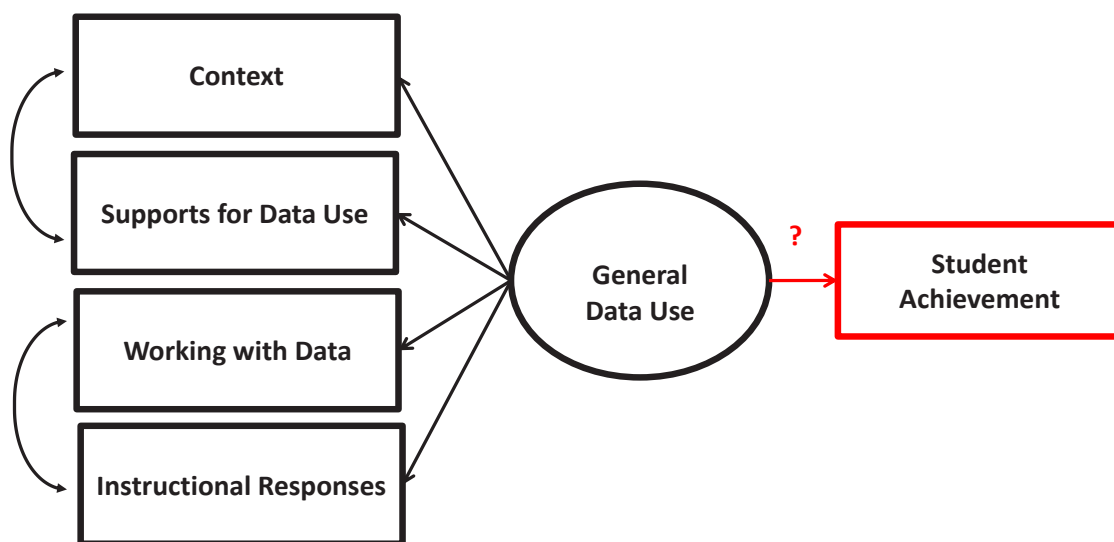 Context
Supports for Data Use
Working with Data
Instructional Responses
General
Data Use
?
Student
Achievement